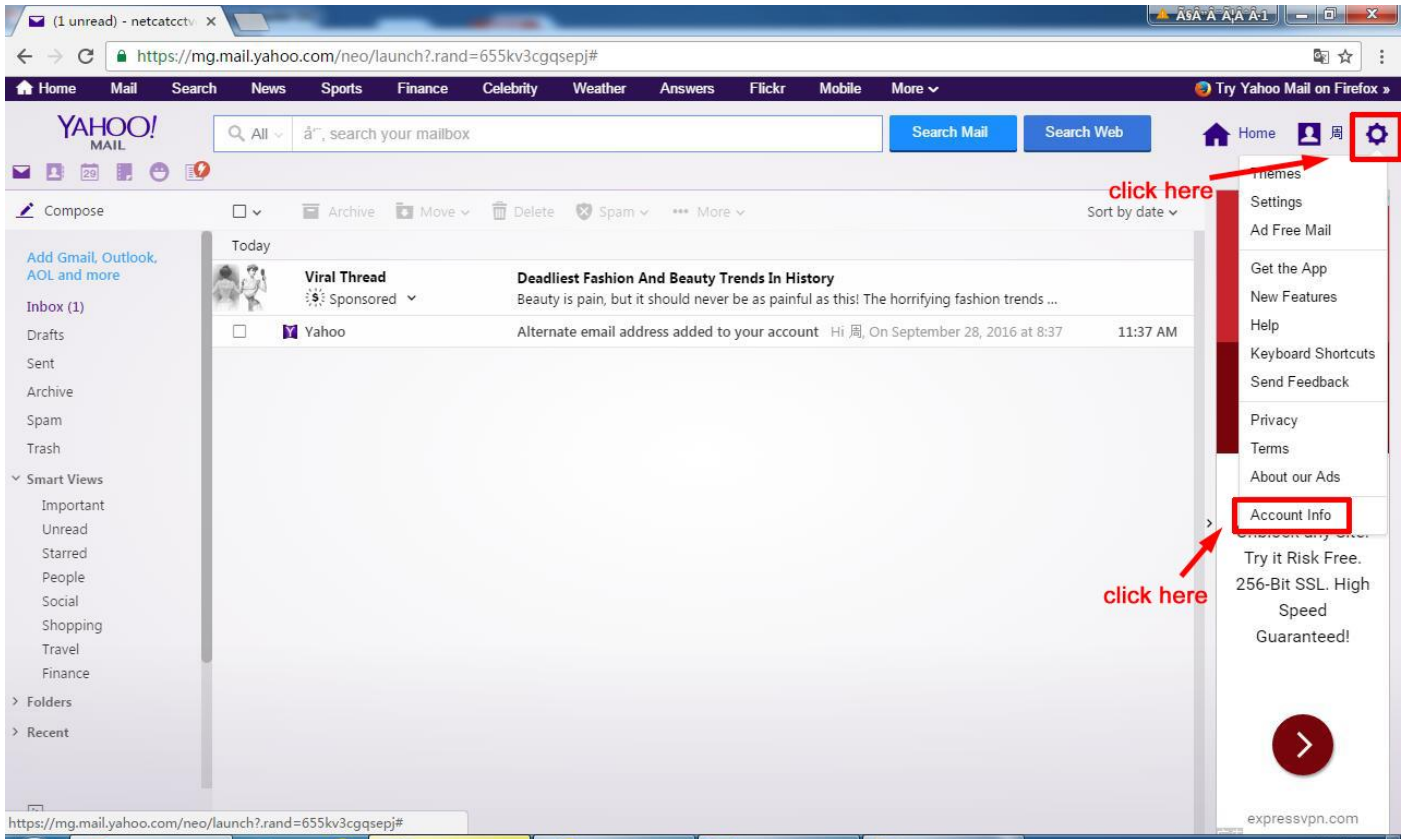 (1 unread) - netcatcctv
https://mg.mail.yahoo.com/neo/launch?.rand=655kv3cgqsepj#
Home Mail Search News Sports Finance Celebrity Weather Answers Flickr Mobile More
Try Yahoo Mail on Firefox »
YAHOO!
MAIL
All
search your mailbox
Search Mail
Search Web
Home
周
29
click here
Themes
Settings
Ad Free Mail
Get the App
New Features
Help
Keyboard Shortcuts
Send Feedback
Privacy
Terms
About our Ads
Account Info
click here
Compose
Archive Move Delete Spam ••• More
Sort by date
Add Gmail, Outlook,
AOL and more
Inbox (1)
Drafts
Sent
Archive
Spam
Trash
Smart Views
Important
Unread
Starred
People
Social
Shopping
Travel
Finance
Folders
Recent
Today
Viral Thread Deadliest Fashion And Beauty Trends In History
Sponsored Beauty is pain, but it should never be as painful as this! The horrifying fashion trends ...
Yahoo Alternate email address added to your account Hi 周, On September 28, 2016 at 8:37 11:37 AM
Unblock any Site.
Try it Risk Free.
256-Bit SSL. High
Speed
Guaranteed!
expressvpn.com
https://mg.mail.yahoo.com/neo/launch?.rand=655kv3cgqsepj#